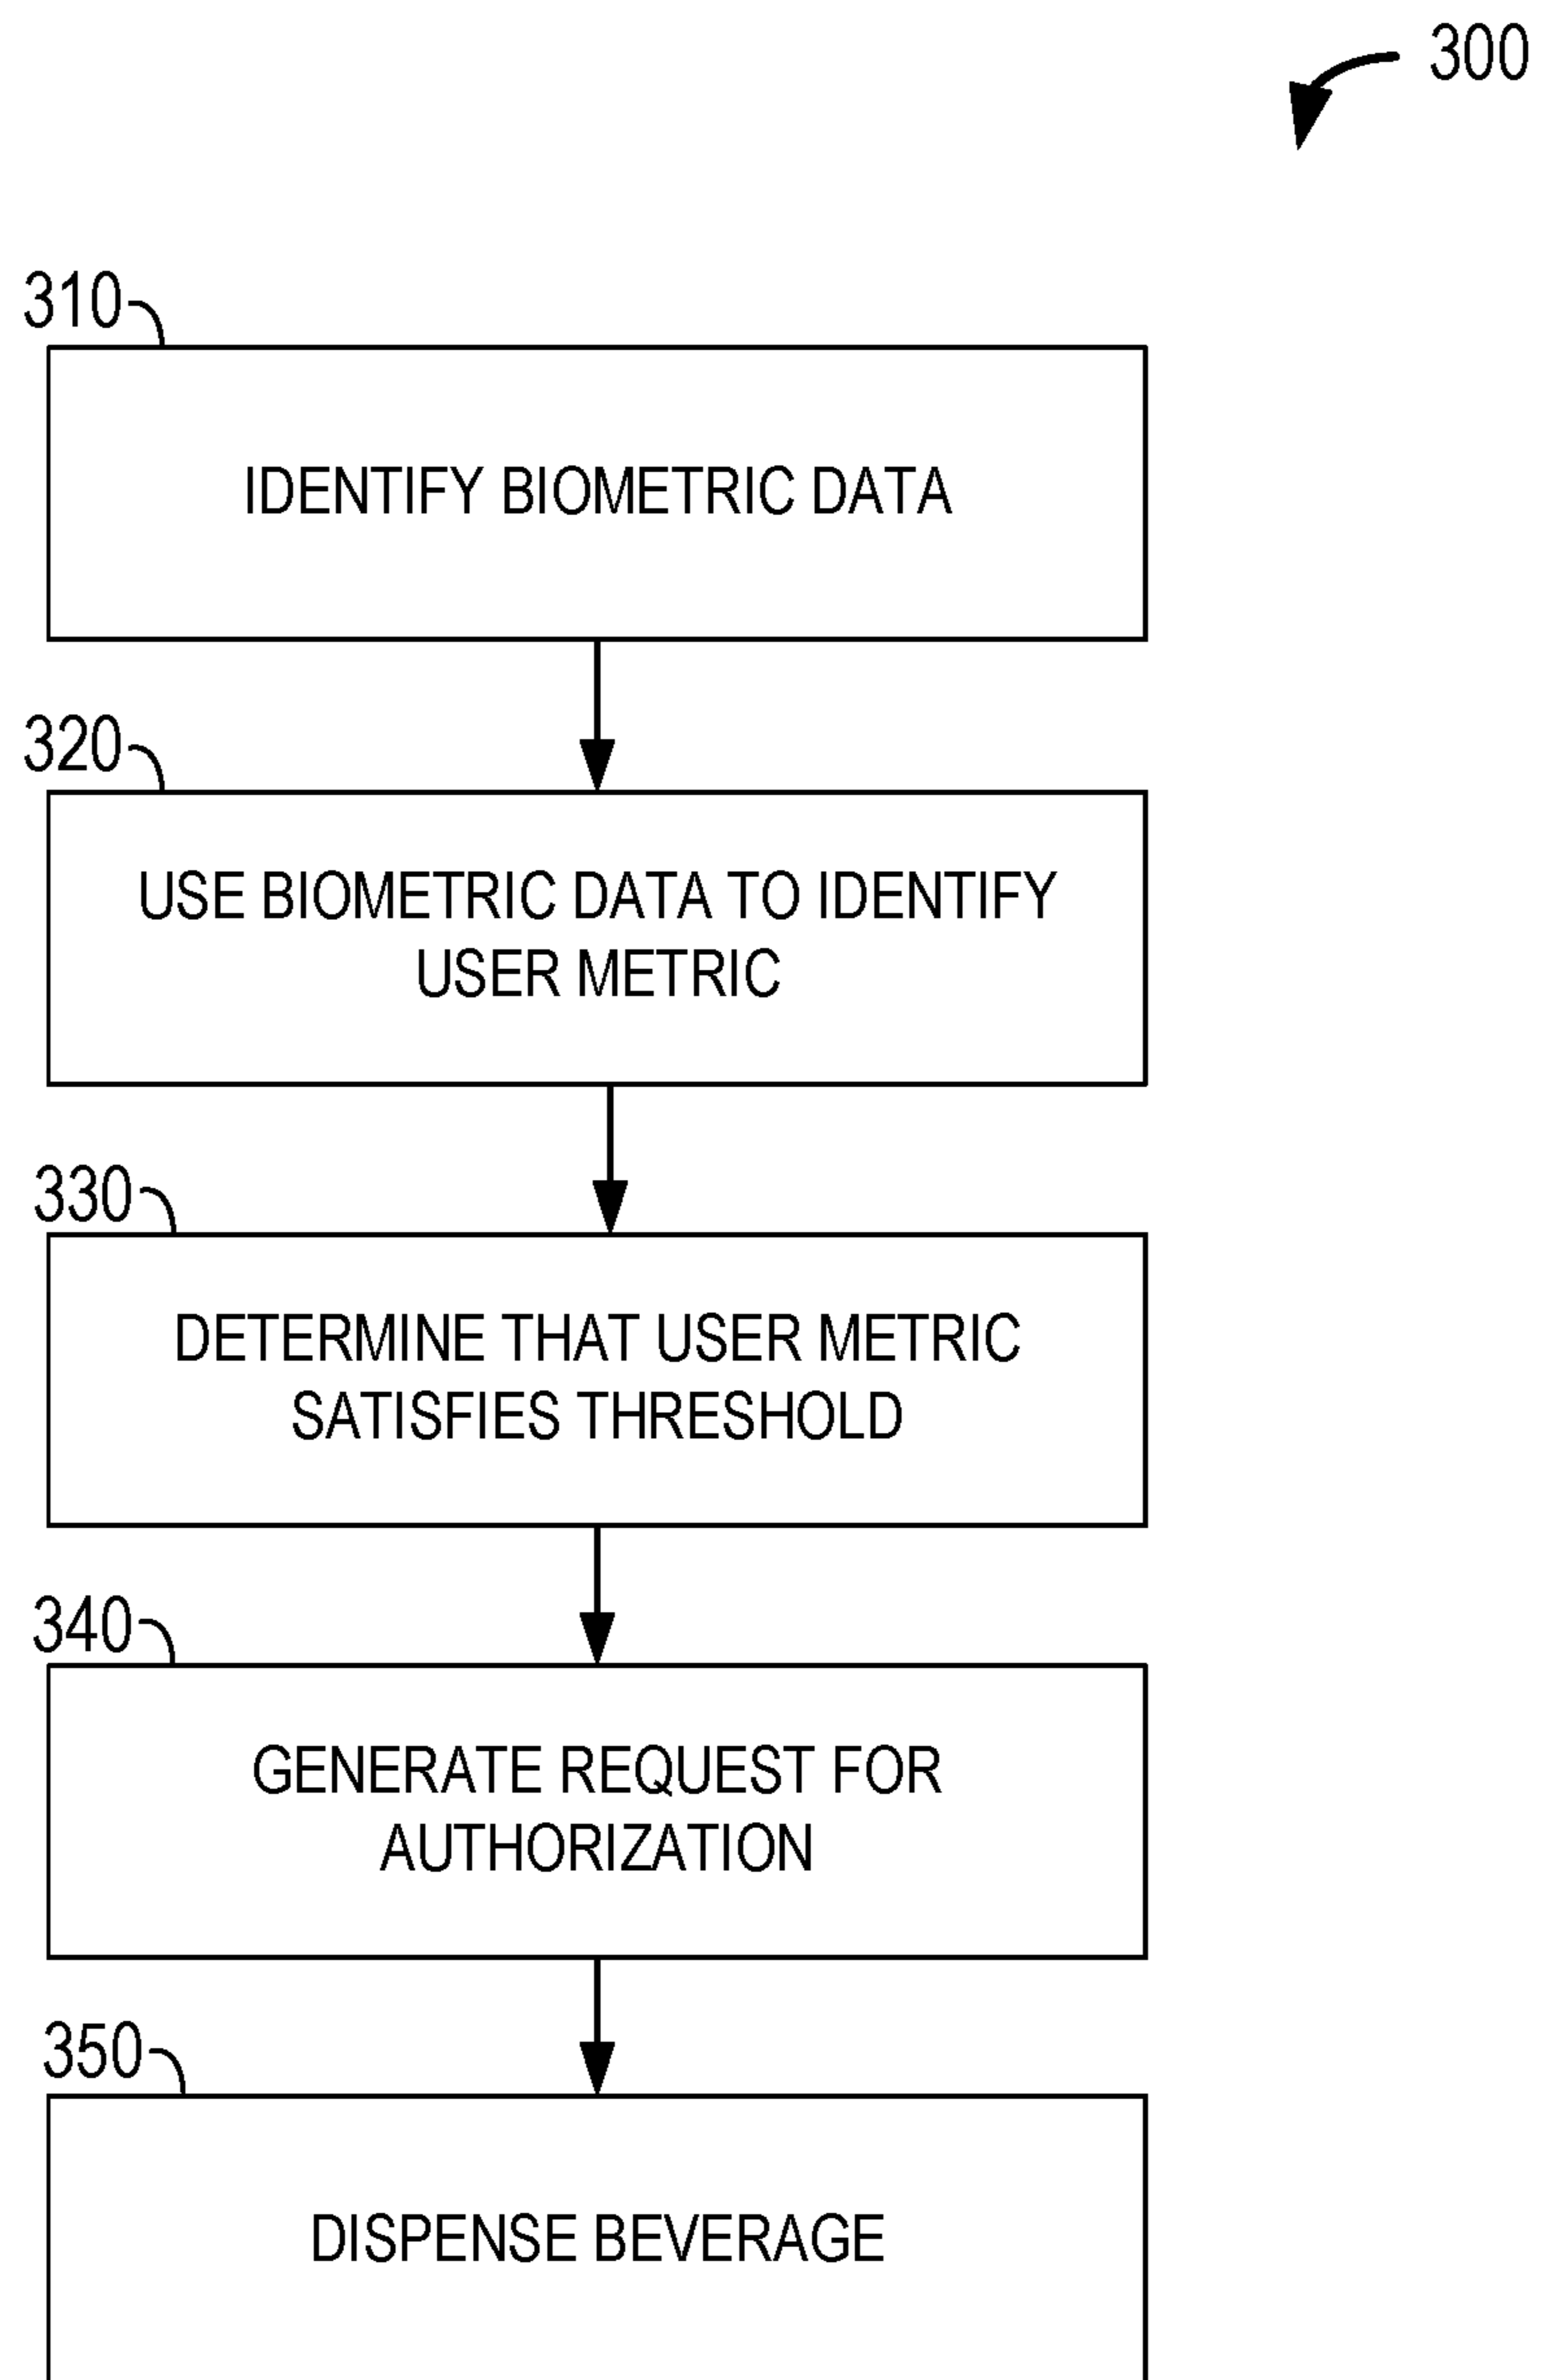 300
310
IDENTIFY BIOMETRIC DATA
320
USE BIOMETRIC DATA TO IDENTIFY
USER METRIC
330
DETERMINE THAT USER METRIC
SATISFIES THRESHOLD
340
GENERATE REQUEST FOR
AUTHORIZATION
350
DISPENSE BEVERAGE